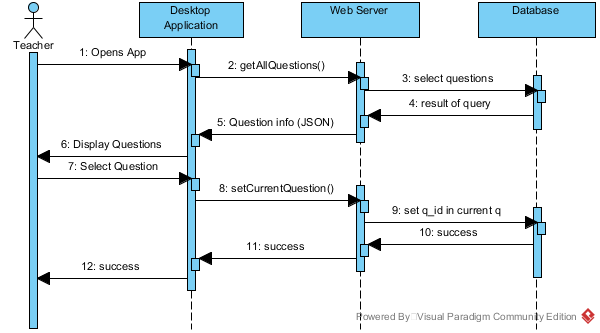 Teacher
Desktop
Application
Web Server
Database
1: Opens App
2: getAllQuestions()
3: select questions
4: result of query
5: Question info (JSON)
6: Display Questions
7: Select Question
8: setCurrentQuestion()
9: set q_id in current q
10: success
11: success
12: success
Powered By Visual Paradigm Community Edition